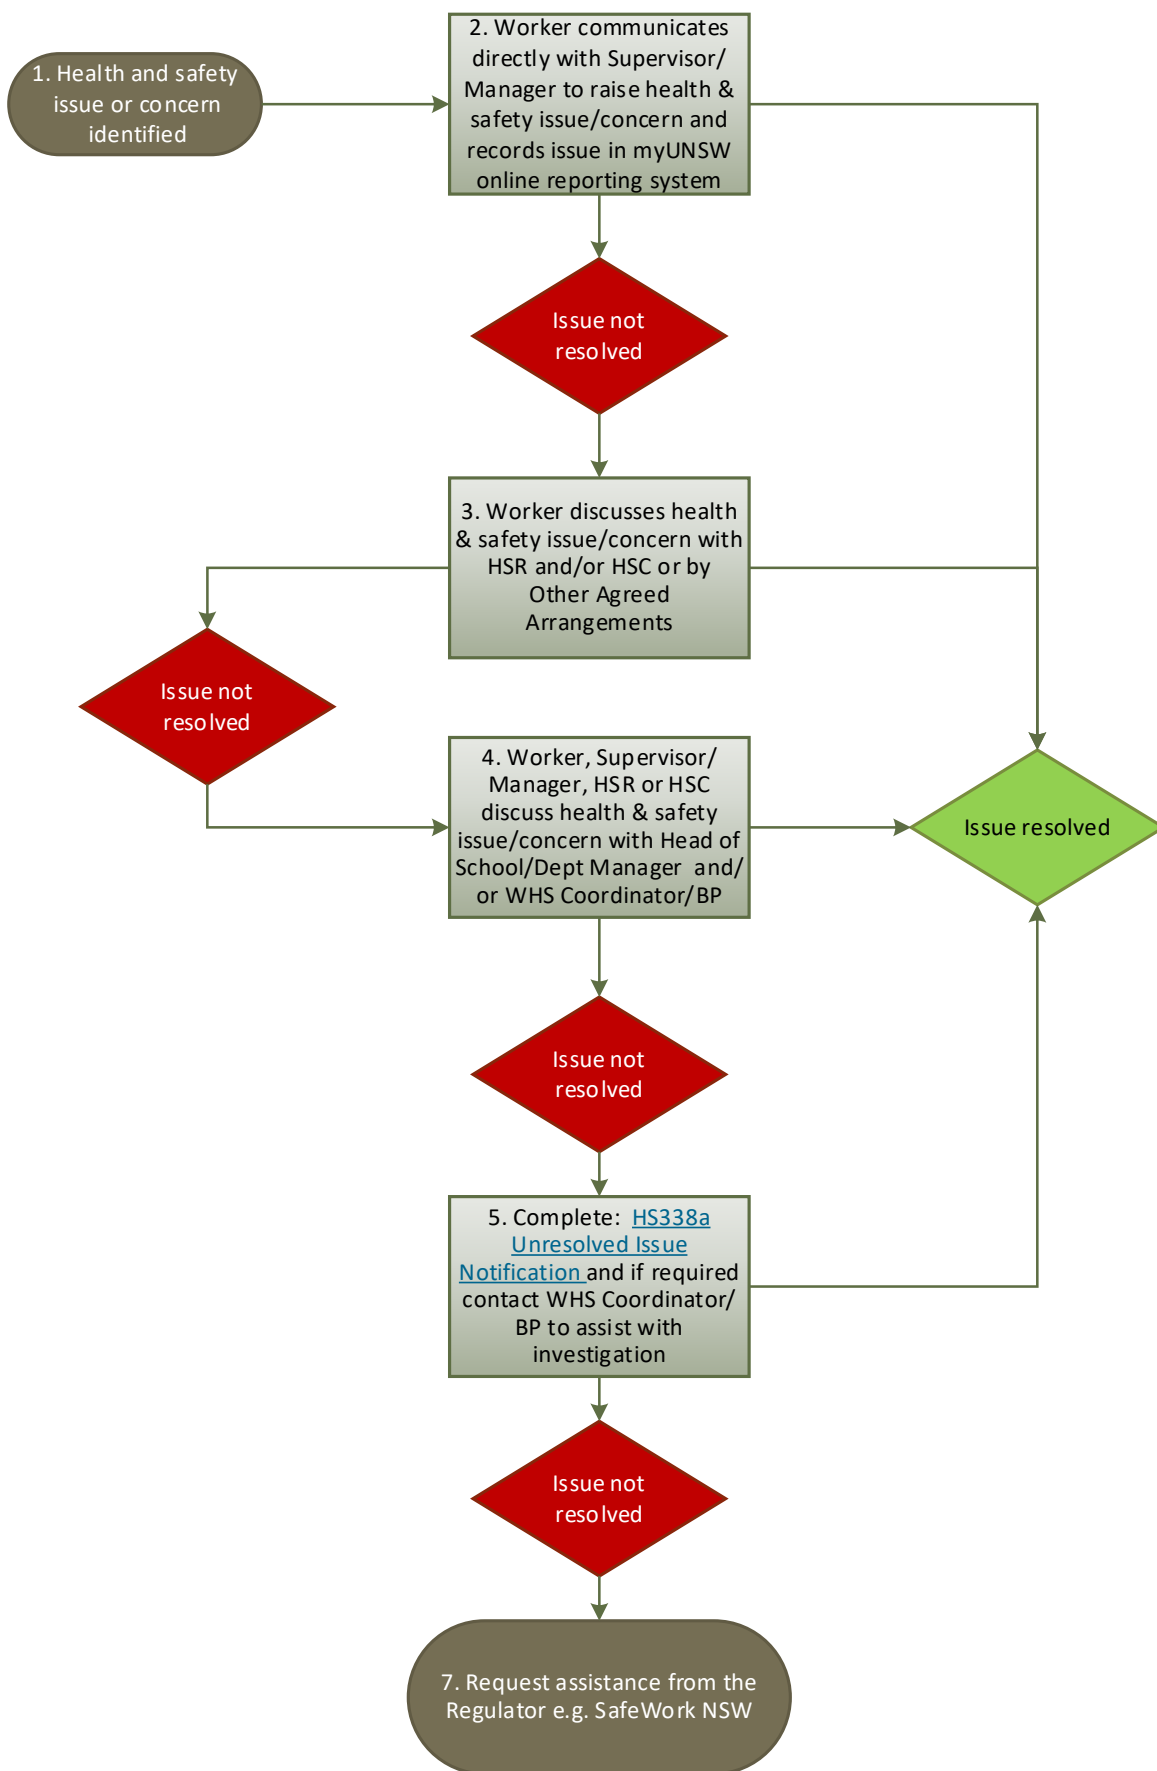 1. Health and safety
issue or concern
identified
2. Worker communicates
directly with Supervisor/
Manager to raise health &
safety issue/concern and
records issue in myUNSW
online reporting system
Issue not
resolved
3. Worker discusses health
& safety issue/concern with
HSR and/or HSC or by
Other Agreed
Arrangements
Issue not
resolved
4. Worker, Supervisor/
Manager, HSR or HSC
discuss health & safety
issue/concern with Head of
School/Dept Manager and/
or WHS Coordinator/BP
Issue resolved
Issue not
resolved
5. Complete: HS338a
Unresolved Issue
Notification and if required
contact WHS Coordinator/
BP to assist with
investigation
Issue not
resolved
7. Request assistance from the
Regulator e.g. SafeWork NSW